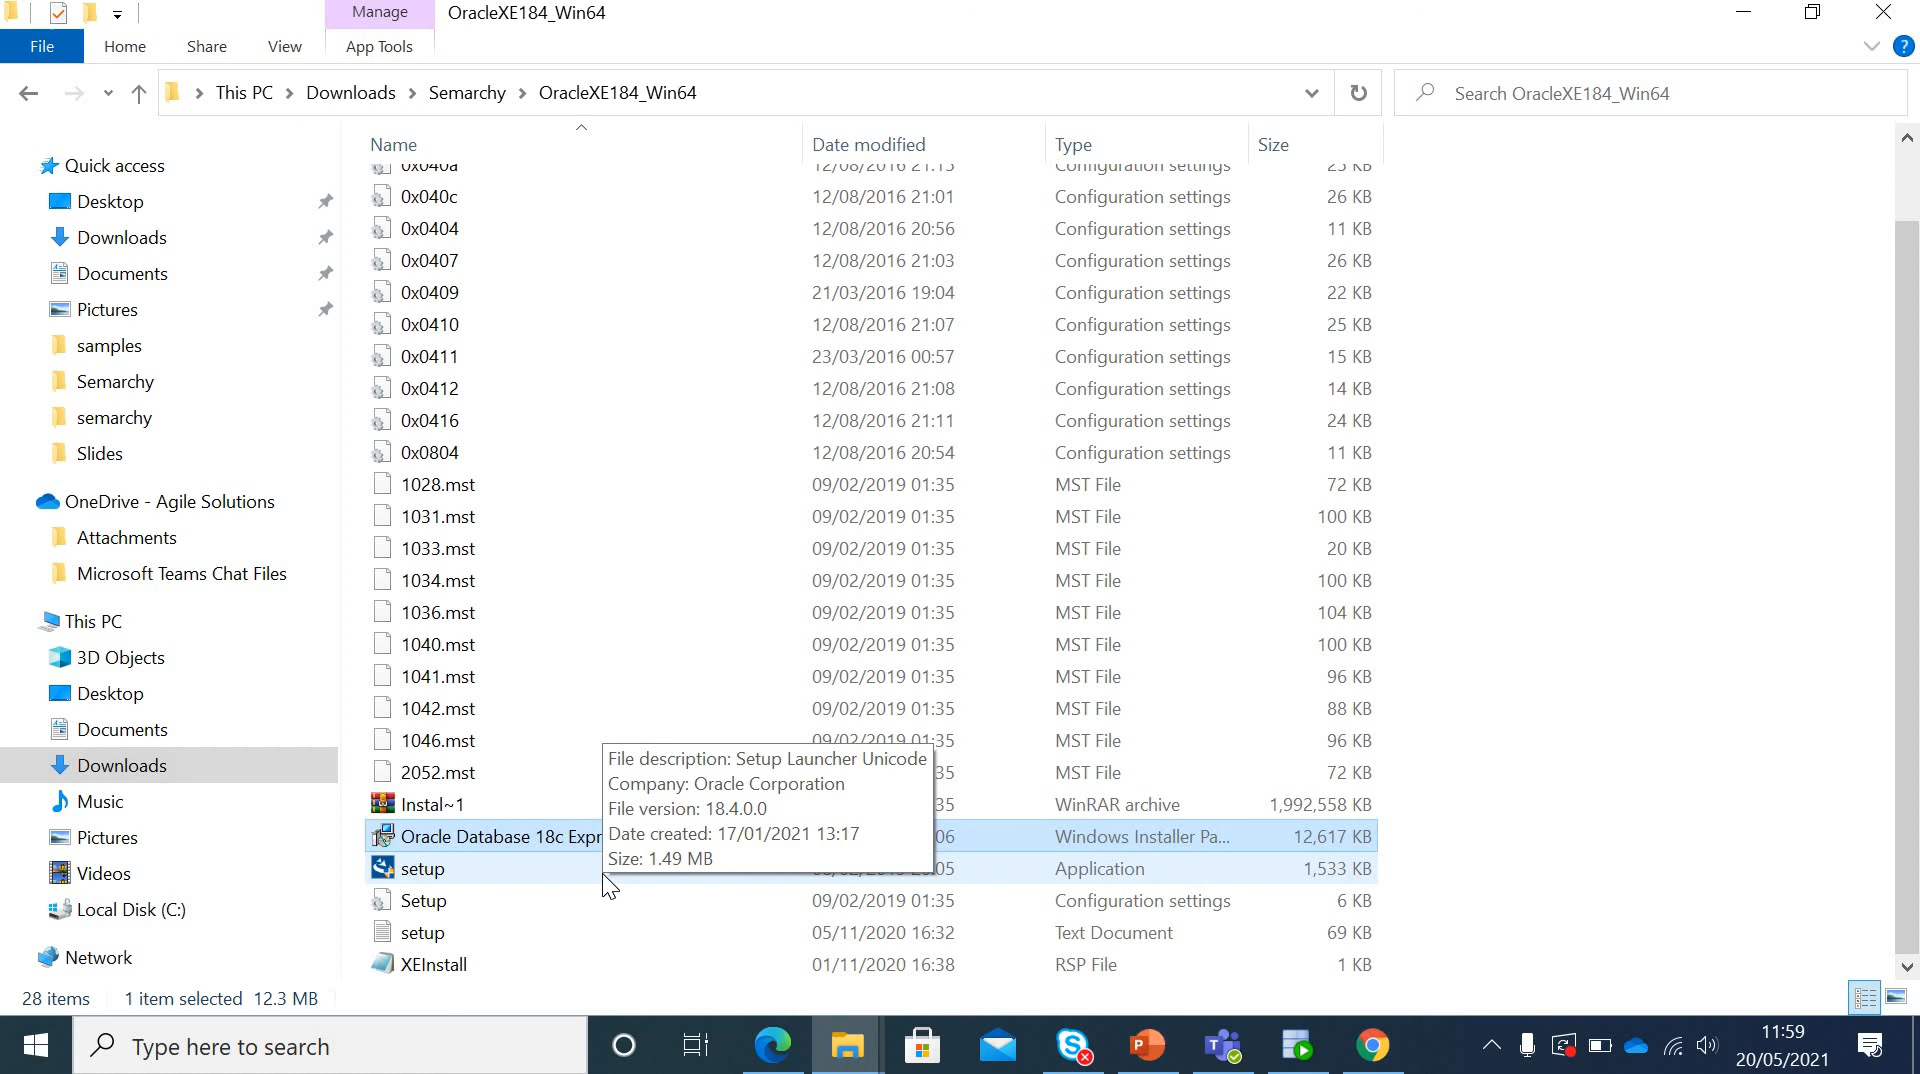 Manage OracleXE184_Win64
File Home Share View App Tools
This PC Downloads Semarchy OracleXE184_Win64 Search OracleXE184_Win64
Name Date modified Type Size
Quick access
Desktop
Downloads
Documents
Pictures
samples
Semarchy
semarchy
Slides
OneDrive - Agile Solutions
Attachments
Microsoft Teams Chat Files
This PC
3D Objects
Desktop
Documents
Downloads
Music
Pictures
Videos
Local Disk (C:)
Network
0x040a 12/08/2016 21:15 Configuration settings 25 KB
0x040c 12/08/2016 21:01 Configuration settings 26 KB
0x0404 12/08/2016 20:56 Configuration settings 11 KB
0x0407 12/08/2016 21:03 Configuration settings 26 KB
0x0409 21/03/2016 19:04 Configuration settings 22 KB
0x0410 12/08/2016 21:07 Configuration settings 25 KB
0x0411 23/03/2016 00:57 Configuration settings 15 KB
0x0412 12/08/2016 21:08 Configuration settings 14 KB
0x0416 12/08/2016 21:11 Configuration settings 24 KB
0x0804 12/08/2016 20:54 Configuration settings 11 KB
1028.mst 09/02/2019 01:35 MST File 72 KB
1031.mst 09/02/2019 01:35 MST File 100 KB
1033.mst 09/02/2019 01:35 MST File 20 KB
1034.mst 09/02/2019 01:35 MST File 100 KB
1036.mst 09/02/2019 01:35 MST File 104 KB
1040.mst 09/02/2019 01:35 MST File 100 KB
1041.mst 09/02/2019 01:35 MST File 96 KB
1042.mst 09/02/2019 01:35 MST File 88 KB
1046.mst 09/02/2019 01:35 MST File 96 KB
2052.mst 35 MST File 72 KB
Instal~1 35 WinRAR archive 1,992,558 KB
Oracle Database 18c Expr 06 Windows Installer Pa... 12,617 KB
setup Application 1,533 KB
Setup 09/02/2019 01:35 Configuration settings 6 KB
setup 05/11/2020 16:32 Text Document 69 KB
XEInstall 01/11/2020 16:38 RSP File 1 KB
File description: Setup Launcher Unicode
Company: Oracle Corporation
File version: 18.4.0.0
Date created: 17/01/2021 13:17
Size: 1.49 MB
28 items 1 item selected 12.3 MB
Type here to search
11:59
20/05/2021